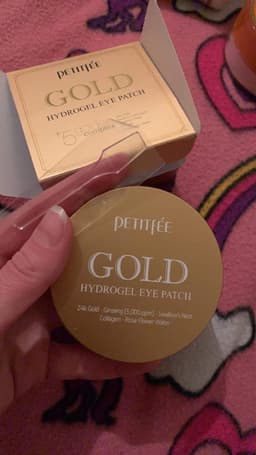 PETITFÉE
GOLD
HYDROGEL EYE PATCH
PETITFÉE
GOLD
HYDROGEL EYE PATCH
24k Gold · Ginseng (5,000 ppm) · Swallow's Nest
Collagen · Rose Flower Water